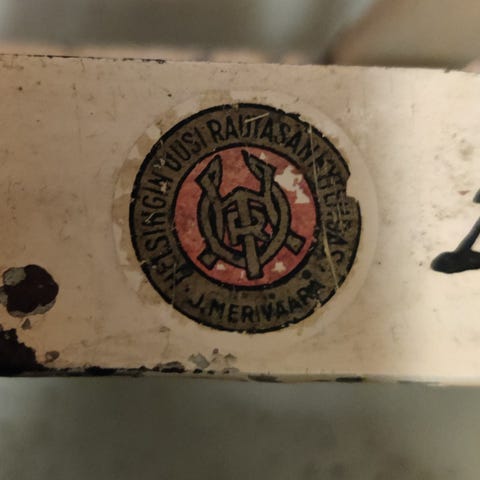 HELSINGIN UUSI RAUTASÄNKYTEHDAS
J. MERIVAARA